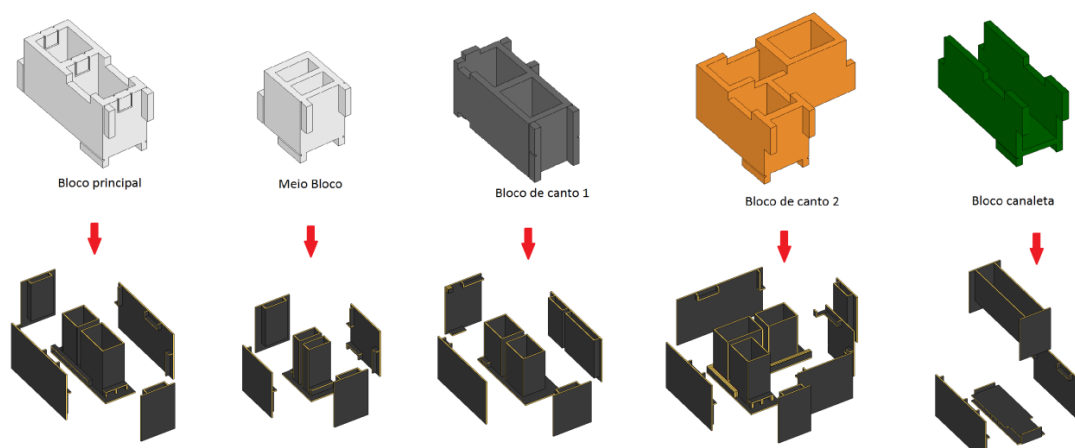 Bloco principal
Meio Bloco
Bloco de canto 1
Bloco de canto 2
Bloco canaleta